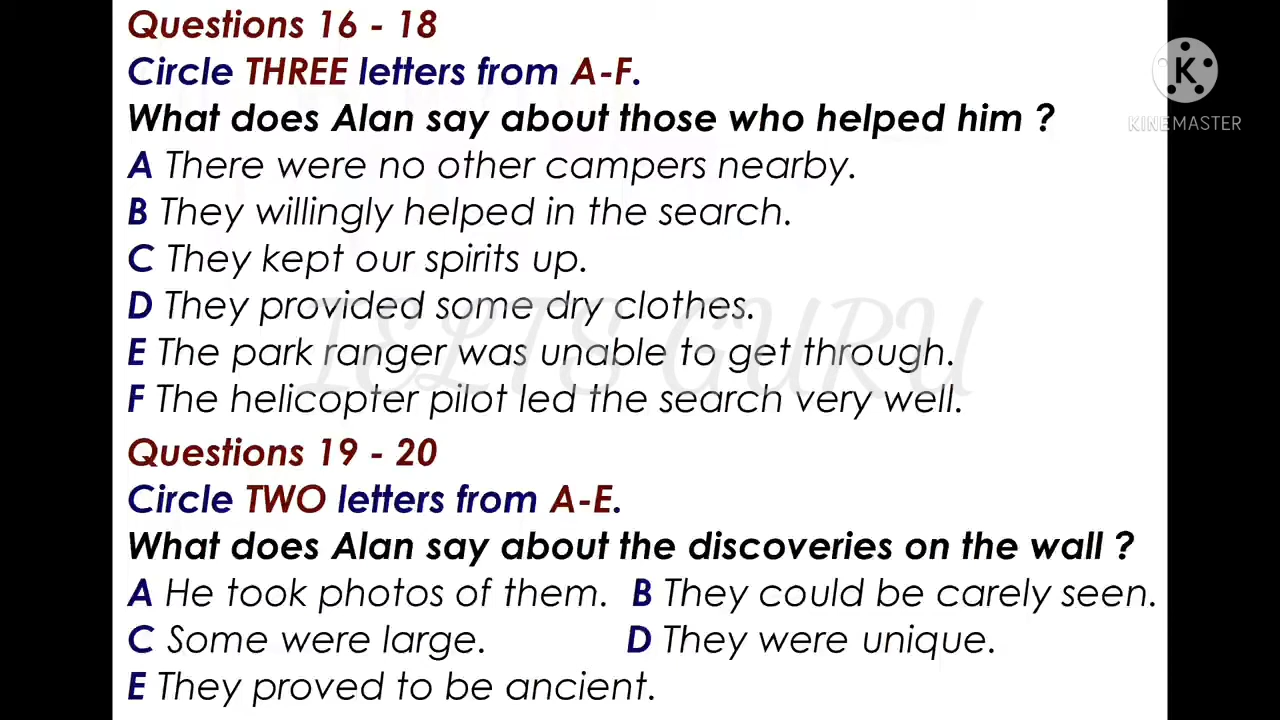 Questions 16 - 18
Circle THREE letters from A-F.
What does Alan say about those who helped him ?
A There were no other campers nearby.
B They willingly helped in the search.
C They kept our spirits up.
D They provided some dry clothes.
E The park ranger was unable to get through.
F The helicopter pilot led the search very well.
Questions 19 - 20
Circle TWO letters from A-E.
What does Alan say about the discoveries on the wall ?
A He took photos of them. B They could be carely seen.
C Some were large. D They were unique.
E They proved to be ancient.
K
KINEMASTER
IELTS GURU